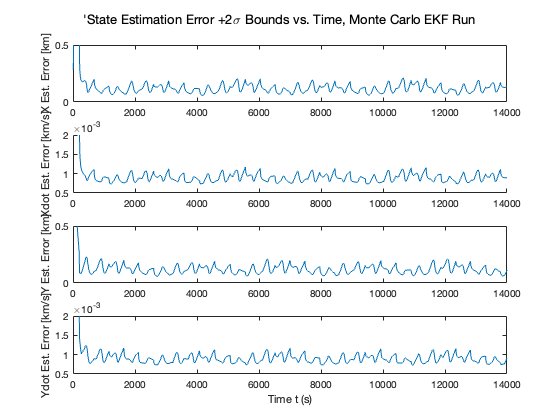 'State Estimation Error +2σ Bounds vs. Time, Monte Carlo EKF Run
X Est. Error [km]
0.5
0
0 2000 4000 6000 8000 10000 12000 14000
Xdot Est. Error [km/s]
×10⁻³
2
1.5
1
0.5
0 2000 4000 6000 8000 10000 12000 14000
Y Est. Error [km]
0.5
0
0 2000 4000 6000 8000 10000 12000 14000
Ydot Est. Error [km/s]
×10⁻³
2
1.5
1
0.5
0 2000 4000 6000 8000 10000 12000 14000
Time t (s)